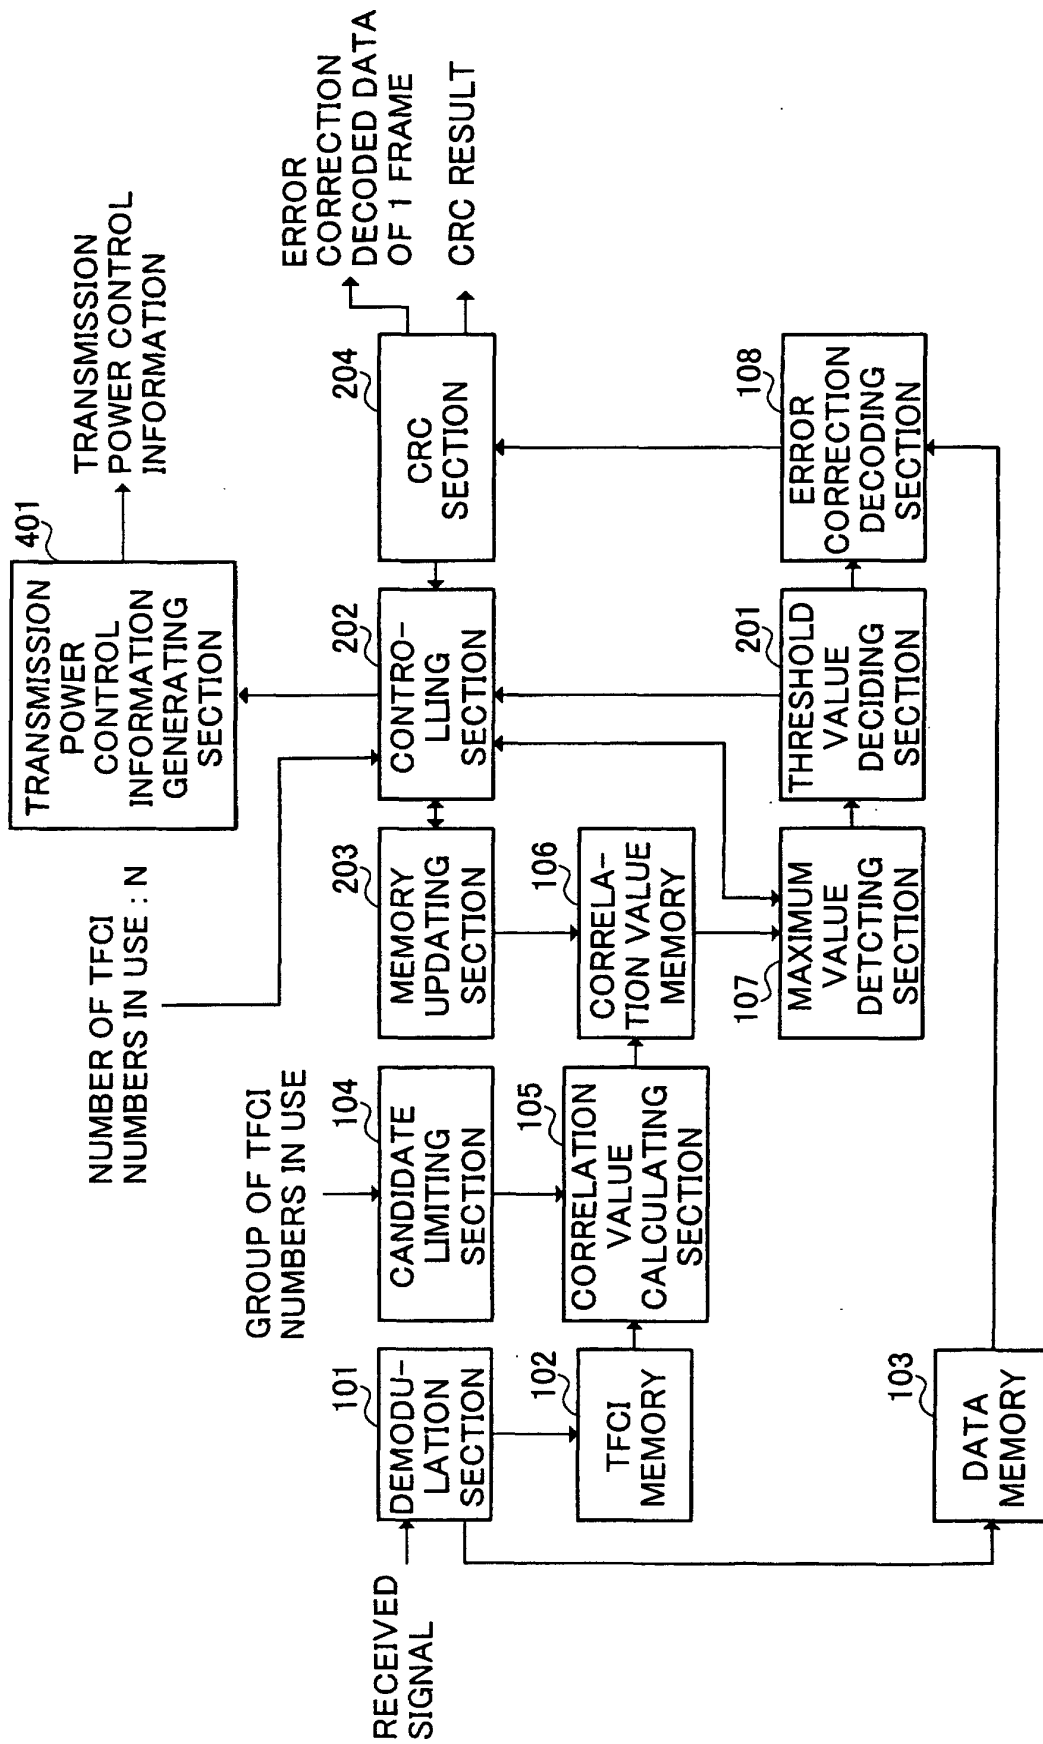 RECEIVED
SIGNAL
101
DEMODU-
LATION
SECTION
102
TFCI
MEMORY
103
DATA
MEMORY
GROUP OF TFCI
NUMBERS IN USE
104
CANDIDATE
LIMITING
SECTION
105
CORRELATION
VALUE
CALCULATING
SECTION
NUMBER OF TFCI
NUMBERS IN USE : N
203
MEMORY
UPDATING
SECTION
106
CORRELA-
TION VALUE
MEMORY
107
MAXIMUM
VALUE
DETCTING
SECTION
401
TRANSMISSION
POWER
CONTROL
INFORMATION
GENERATING
SECTION
202
CONTRO-
LLING
SECTION
201
THRESHOLD
VALUE
DECIDING
SECTION
204
CRC
SECTION
108
ERROR
CORRECTION
DECODING
SECTION
TRANSMISSION
POWER CONTROL
INFORMATION
ERROR
CORRECTION
DECODED DATA
OF 1 FRAME
CRC RESULT